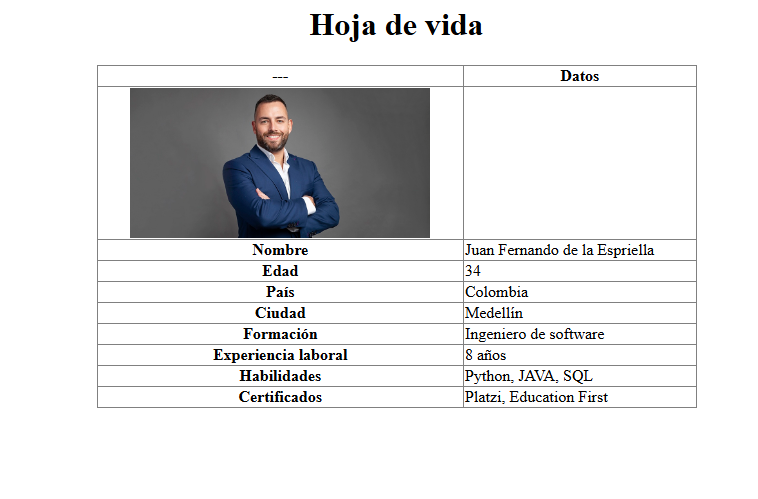 Hoja de vida
--- Datos
Nombre Juan Fernando de la Espriella
Edad 34
País Colombia
Ciudad Medellín
Formación Ingeniero de software
Experiencia laboral 8 años
Habilidades Python, JAVA, SQL
Certificados Platzi, Education First